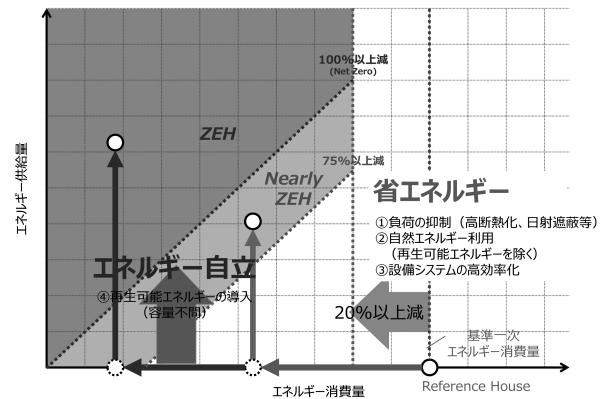 100%以上減
(Net Zero)
ZEH
75%以上減
Nearly
ZEH
エネルギー供給量
省エネルギー
①負荷の抑制（高断熱化、日射遮蔽等）
②自然エネルギー利用
（再生可能エネルギーを除く）
③設備システムの高効率化
エネルギー自立
④再生可能エネルギーの導入
（容量不問）
20%以上減
基準一次
エネルギー消費量
エネルギー消費量
Reference House